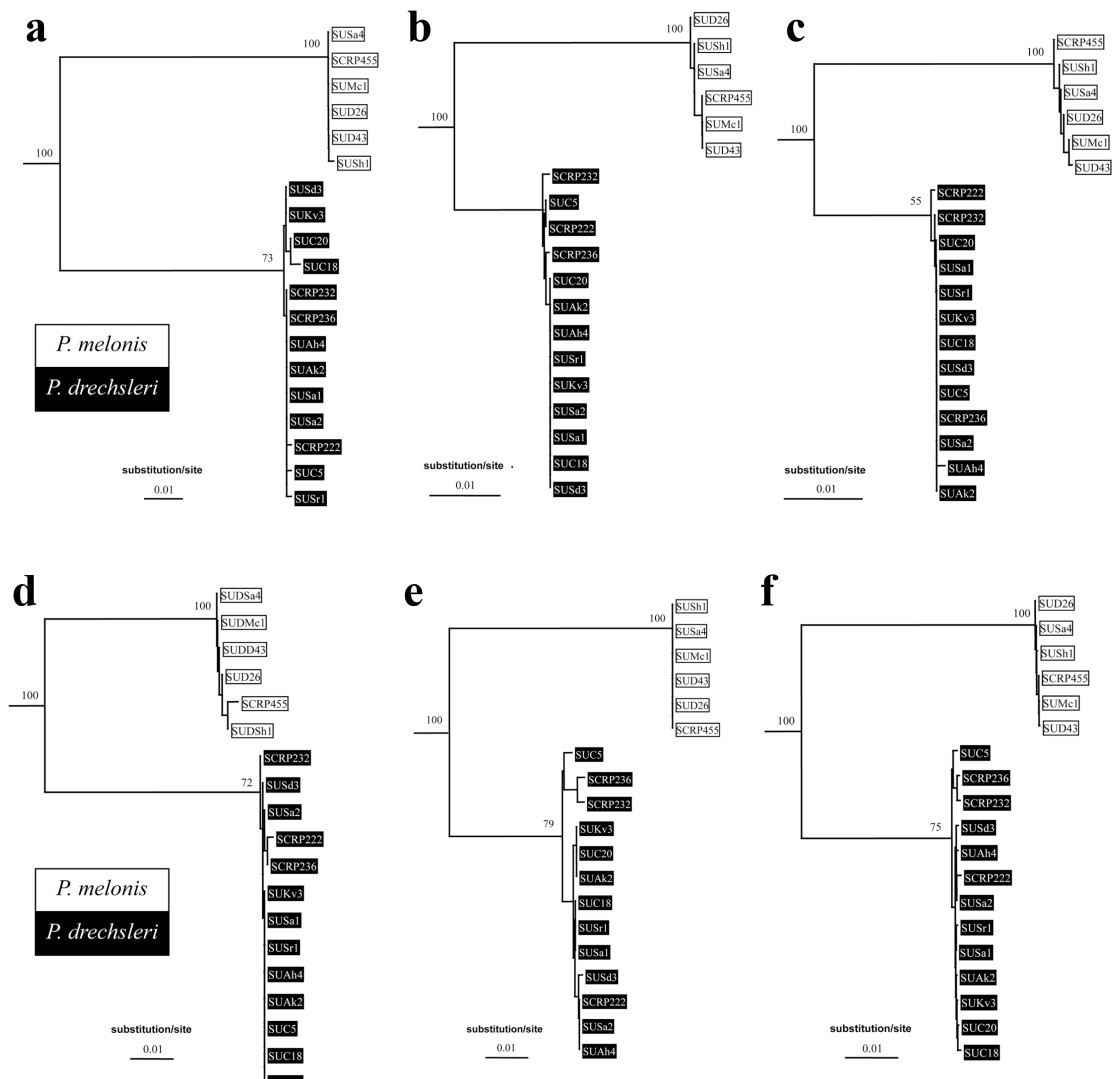 a
100
SUSa4
SCRP455
SUMc1
SUD26
SUD43
SUSh1
100
SUSd3
SUKv3
SUC20
73
SUC18
SCRP232
SCRP236
SUAh4
SUAk2
SUSa1
SUSa2
SCRP222
SUC5
SUSr1
P. melonis
P. drechsleri
substitution/site
0.01
b
100
SUD26
SUSh1
SUSa4
SCRP455
SUMc1
SUD43
100
SCRP232
SUC5
SCRP222
SCRP236
SUC20
SUAk2
SUAh4
SUSr1
SUKv3
SUSa2
SUSa1
SUC18
SUSd3
substitution/site
0.01
c
100
SCRP455
SUSh1
SUSa4
SUD26
SUMc1
SUD43
100
55
SCRP222
SCRP232
SUC20
SUSa1
SUSr1
SUKv3
SUC18
SUSd3
SUC5
SCRP236
SUSa2
SUAh4
SUAk2
substitution/site
0.01
d
100
SUDSa4
SUDMc1
SUDD43
SUD26
SCRP455
SUDSh1
100
72
SCRP232
SUSd3
SUSa2
SCRP222
SCRP236
SUKv3
SUSa1
SUSr1
SUAh4
SUAk2
SUC5
SUC18
P. melonis
P. drechsleri
substitution/site
0.01
e
100
SUSh1
SUSa4
SUMc1
SUD43
SUD26
SCRP455
100
SUC5
SCRP236
SCRP232
79
SUKv3
SUC20
SUAk2
SUC18
SUSr1
SUSa1
SUSd3
SCRP222
SUSa2
SUAh4
substitution/site
0.01
f
100
SUD26
SUSa4
SUSh1
SCRP455
SUMc1
SUD43
100
SUC5
SCRP236
SCRP232
75
SUSd3
SUAh4
SCRP222
SUSa2
SUSr1
SUSa1
SUAk2
SUKv3
SUC20
SUC18
substitution/site
0.01